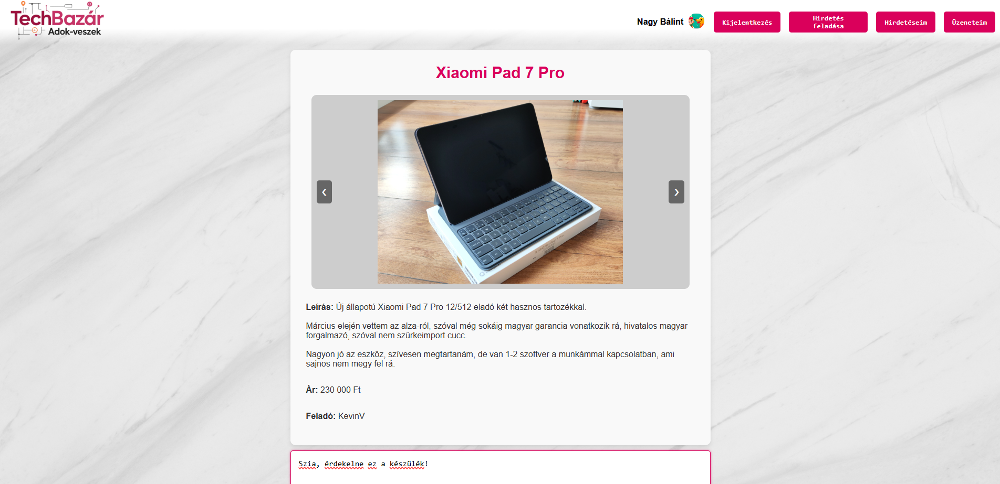 TechBazár
Adok-veszek
Nagy Bálint
Kijelentkezés
Hirdetés
feladása
Hirdetéseim
Üzeneteim
Xiaomi Pad 7 Pro
❮
❯
XIAOMI Pad 7 Pro
Leírás: Új állapotú Xiaomi Pad 7 Pro 12/512 eladó két hasznos tartozékkal.
Március elején vettem az alza-ról, szóval még sokáig magyar garancia vonatkozik rá, hivatalos magyar
forgalmazó, szóval nem szürkeimport cucc.
Nagyon jó az eszköz, szívesen megtartanám, de van 1-2 szoftver a munkámmal kapcsolatban, ami
sajnos nem megy fel rá.
Ár: 230 000 Ft
Feladó: KevinV
Szia, érdekelne ez a készülék!